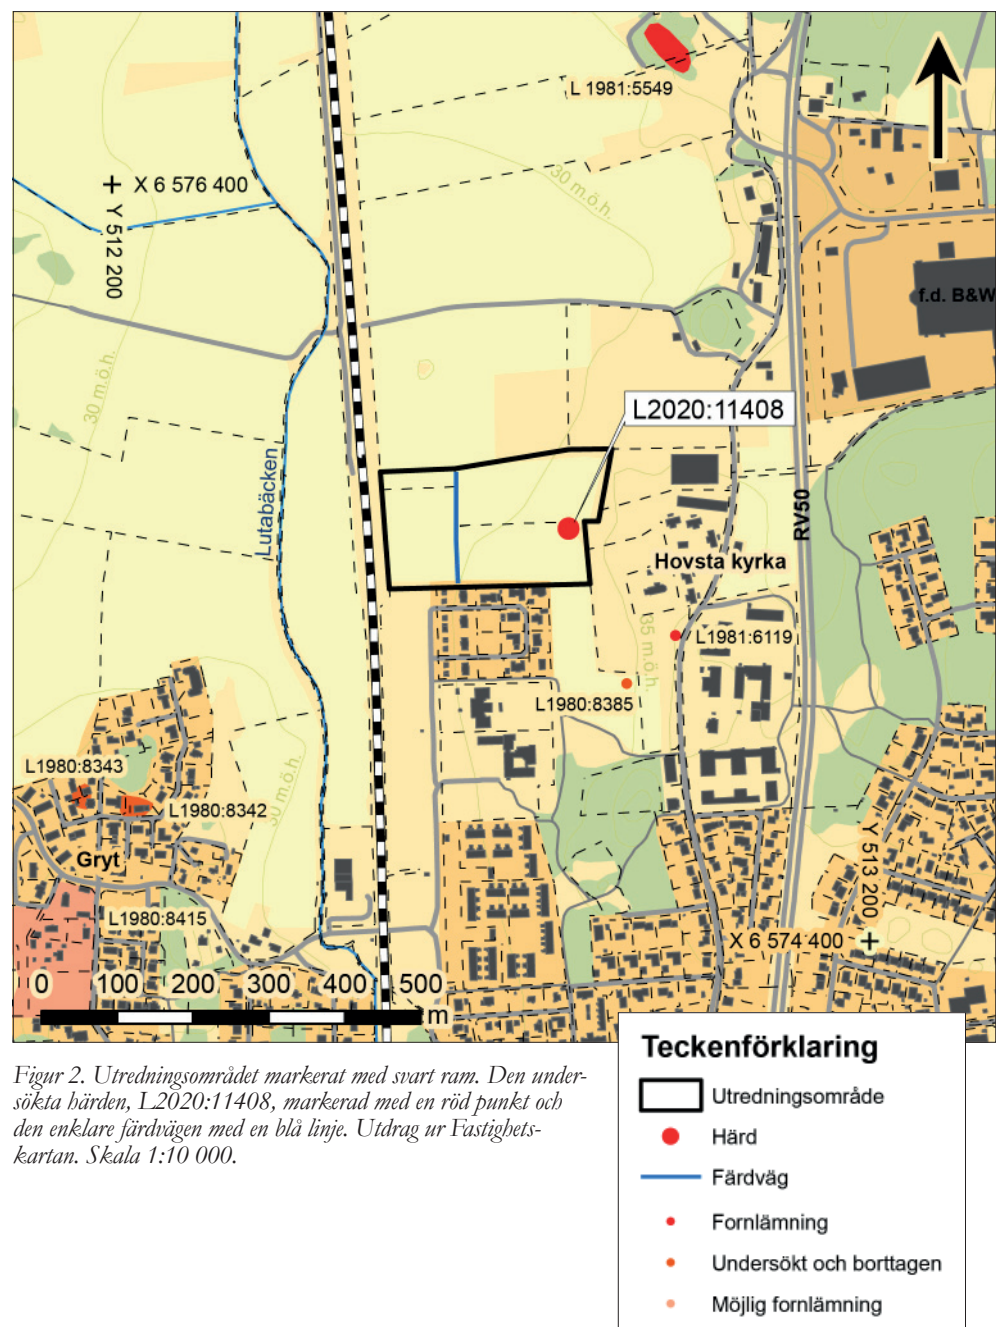 L 1981:5549
X 6 576 400
Y 512 200
30 m.ö.h.
f.d. B&W
30 m.ö.h.
L2020:11408
Lutabäcken
RV50
Hovsta kyrka
L1981:6119
35 m.ö.h.
L1980:8385
L1980:8343
L1980:8342
30 m.ö.h.
Gryt
L1980:8415
Y 513 200
X 6 574 400
0 100 200 300 400 500
m
Figur 2. Utredningsområdet markerat med svart ram. Den under-
sökta härden, L2020:11408, markerad med en röd punkt och
den enklare färdvägen med en blå linje. Utdrag ur Fastighets-
kartan. Skala 1:10 000.
Teckenförklaring
Utredningsområde
Härd
Färdväg
Fornlämning
Undersökt och borttagen
Möjlig fornlämning